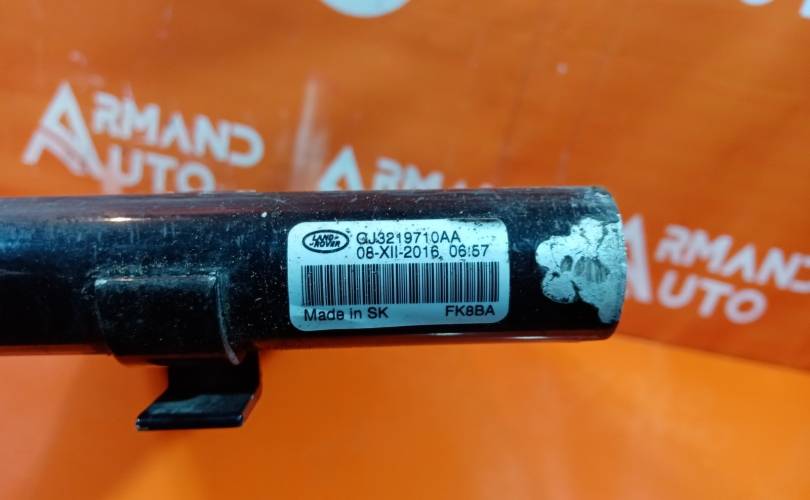 ARMAND
AUTO
LAND-
ROVER
GJ3219710AA
08-XII-2016 06:57
Made in SK
FK8BA
ARMAND
AUTO